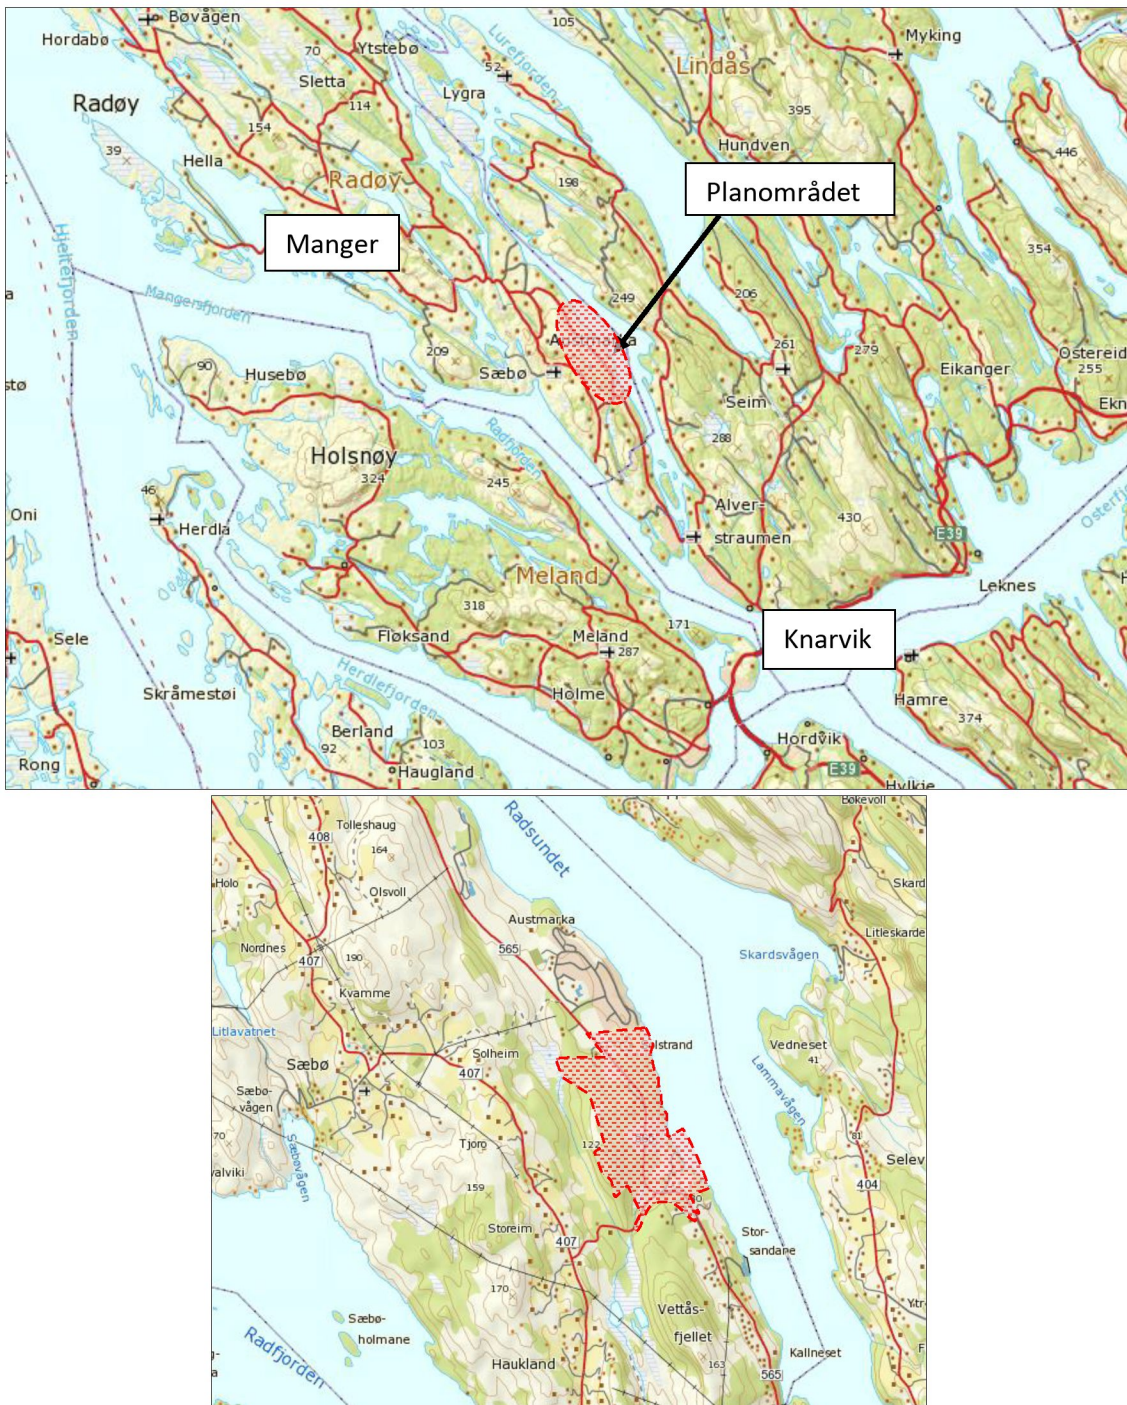 Bøvågen
Hordabø
Ytstebø
70
Sletta
Lurefjorden
105
Lindås
Myking
52
Lygra
Radøy
114
154
39
Hella
395
Hundven
446
Radøy
198
Planområdet
Manger
354
Hjeltefjorden
Mangersfjorden
249
206
209
261
279
Ostereid
90
Husebø
Sæbø
Eikanger
255
Seim
Ekn
Radfjorden
288
Holsnøy
324
245
46
Herdla
Oni
Alver-
straumen
430
E39
Osterfj
Meland
Leknes
318
171
Sele
Fløksand
Meland
287
Knarvik
Herdlefjorden
Skråmestøi
Holme
Hamre
374
Berland
92
103
Hordvik
Rong
Haugland
E39
Hylkje
Bøkevoll
Radsundet
Tolleshaug
408
164
Holo
Olsvoll
Skard
Austmarka
Nordnes
565
Litleskarde
407
190
Skardsvågen
Kvamme
Litlavatnet
Solheim
lstrand
Vedneset
41
Sæbø
407
Lammavågen
Sæbø-
vågen
70
Sæbøvågen
Tjoro
122
81
Selev
valviki
159
404
Storeim
407
Stor-
sandane
170
Vettås-
fjellet
Sæbø-
holmane
Radfjorden
Haukland
163
Kallneset
565